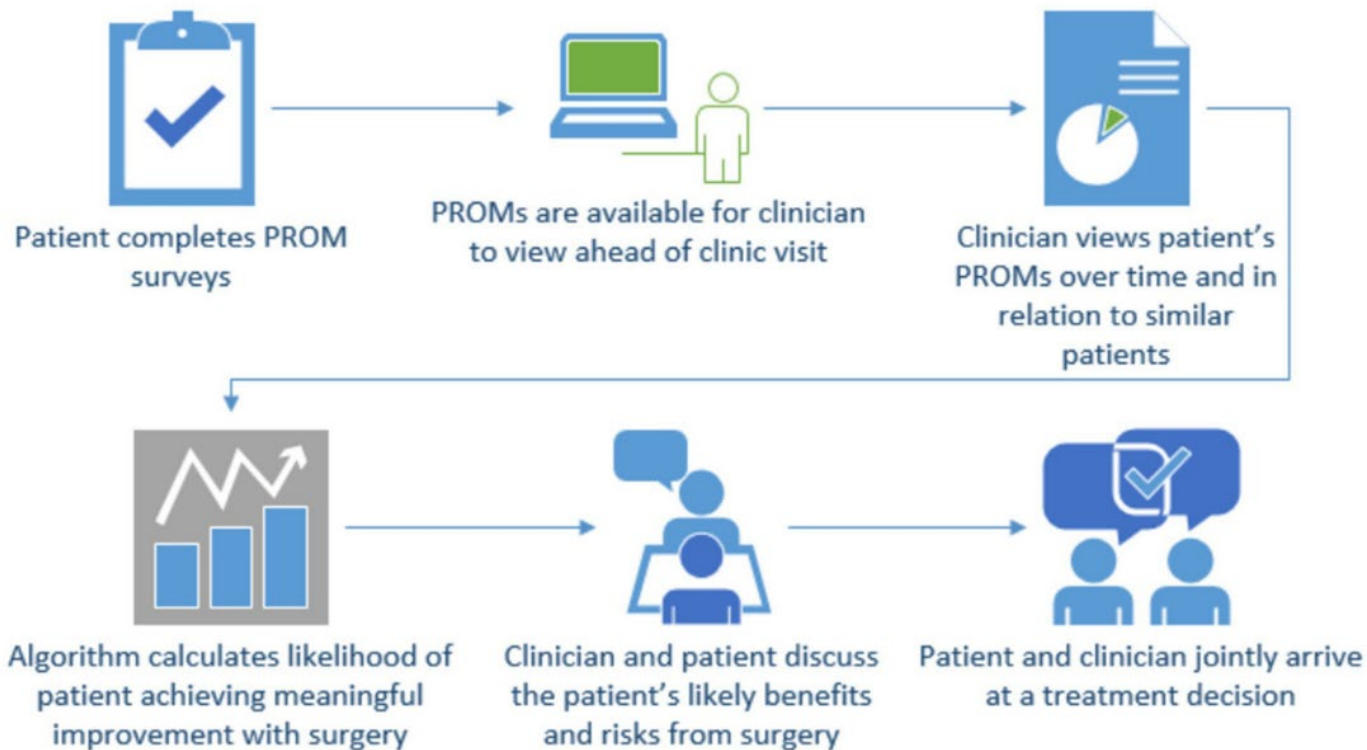 Patient completes PROM
surveys
PROMs are available for clinician
to view ahead of clinic visit
Clinician views patient's
PROMs over time and in
relation to similar
patients
Algorithm calculates likelihood of
patient achieving meaningful
improvement with surgery
Clinician and patient discuss
the patient's likely benefits
and risks from surgery
Patient and clinician jointly arrive
at a treatment decision